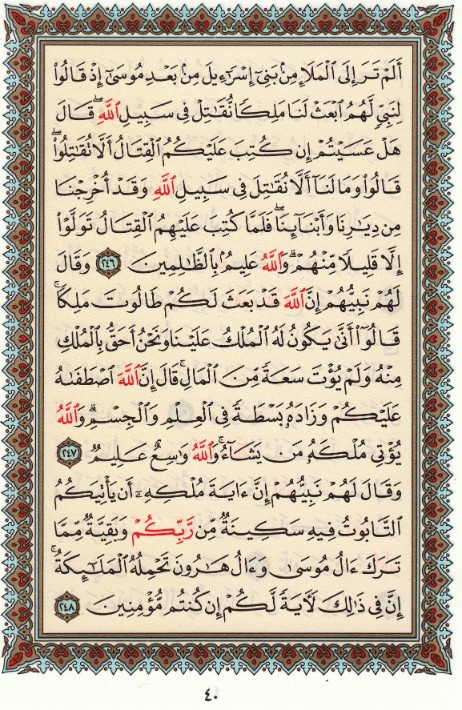 أَلَمْ تَرَ إِلَى ٱلْمَلَإِ مِنۢ بَنِىٓ إِسْرَٰٓءِيلَ مِنۢ بَعْدِ مُوسَىٰٓ إِذْ قَالُوا۟
لِنَبِىٍّ لَّهُمُ ٱبْعَثْ لَنَا مَلِكًا نُّقَٰتِلْ فِى سَبِيلِ ٱللَّهِ ۖ قَالَ
هَلْ عَسَيْتُمْ إِن كُتِبَ عَلَيْكُمُ ٱلْقِتَالُ أَلَّا تُقَٰتِلُوا۟ ۖ
قَالُوا۟ وَمَا لَنَآ أَلَّا نُقَٰتِلَ فِى سَبِيلِ ٱللَّهِ وَقَدْ أُخْرِجْنَا
مِن دِيَٰرِنَا وَأَبْنَآئِنَا ۖ فَلَمَّا كُتِبَ عَلَيْهِمُ ٱلْقِتَالُ تَوَلَّوْا۟
إِلَّا قَلِيلًا مِّنْهُمْ ۗ وَٱللَّهُ عَلِيمٌۢ بِٱلظَّٰلِمِينَ ٢٤٦ وَقَالَ
لَهُمْ نَبِيُّهُمْ إِنَّ ٱللَّهَ قَدْ بَعَثَ لَكُمْ طَالُوتَ مَلِكًا ۚ
قَالُوٓا۟ أَنَّىٰ يَكُونُ لَهُ ٱلْمُلْكُ عَلَيْنَا وَنَحْنُ أَحَقُّ بِٱلْمُلْكِ
مِنْهُ وَلَمْ يُؤْتَ سَعَةً مِّنَ ٱلْمَالِ ۚ قَالَ إِنَّ ٱللَّهَ ٱصْطَفَىٰهُ
عَلَيْكُمْ وَزَادَهُۥ بَسْطَةً فِى ٱلْعِلْمِ وَٱلْجِسْمِ ۖ وَٱللَّهُ
يُؤْتِى مُلْكَهُۥ مَن يَشَآءُ ۚ وَٱللَّهُ وَٰسِعٌ عَلِيمٌ ٢٤٧
وَقَالَ لَهُمْ نَبِيُّهُمْ إِنَّ ءَايَةَ مُلْكِهِۦٓ أَن يَأْتِيَكُمُ
ٱلتَّابُوتُ فِيهِ سَكِينَةٌ مِّن رَّبِّكُمْ وَبَقِيَّةٌ مِّمَّا
تَرَكَ ءَالُ مُوسَىٰ وَءَالُ هَٰرُونَ تَحْمِلُهُ ٱلْمَلَٰٓئِكَةُ ۚ
إِنَّ فِى ذَٰلِكَ لَءَايَةً لَّكُمْ إِن كُنتُم مُّؤْمِنِينَ ٢٤٨
٤٠